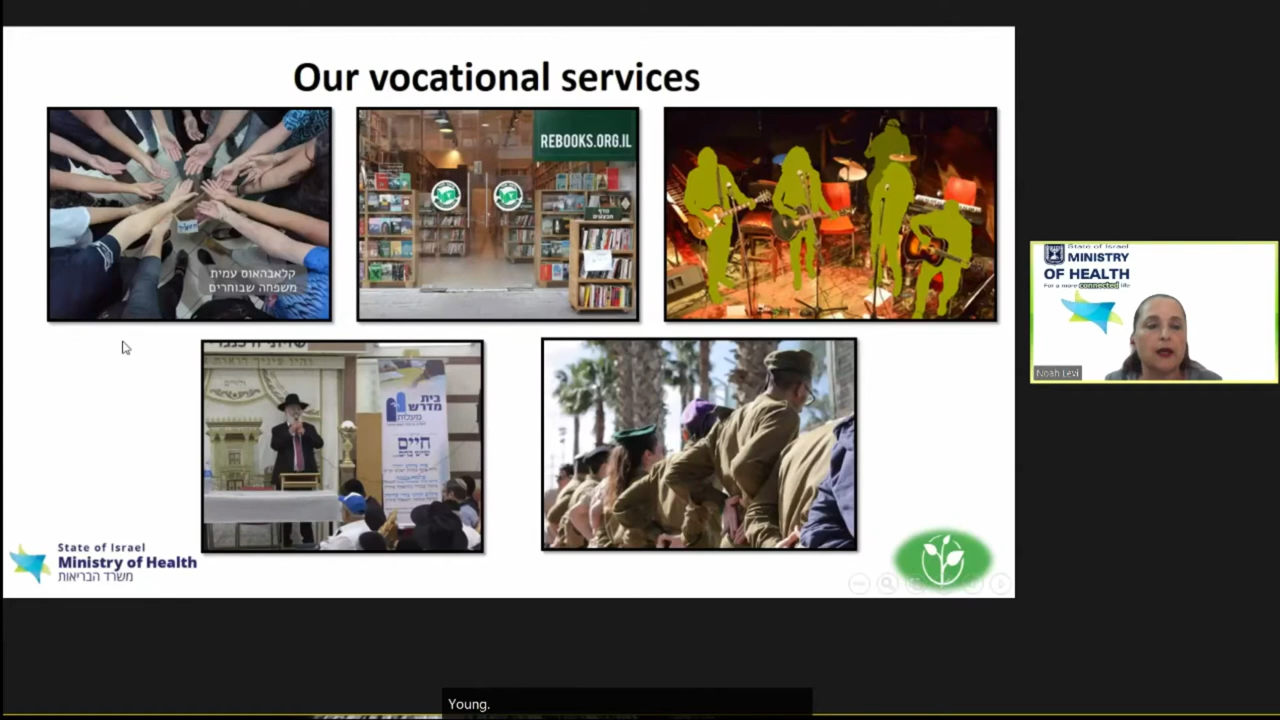 Our vocational services
קלאבהאוס עמית
משפחה שבוחרים
REBOOKS.ORG.IL
בית
מדרש
מעלות
חיים
State of Israel
Ministry of Health
משרד הבריאות
State of Israel
MINISTRY
OF HEALTH
For a more connected life
Noah Levi
Young.